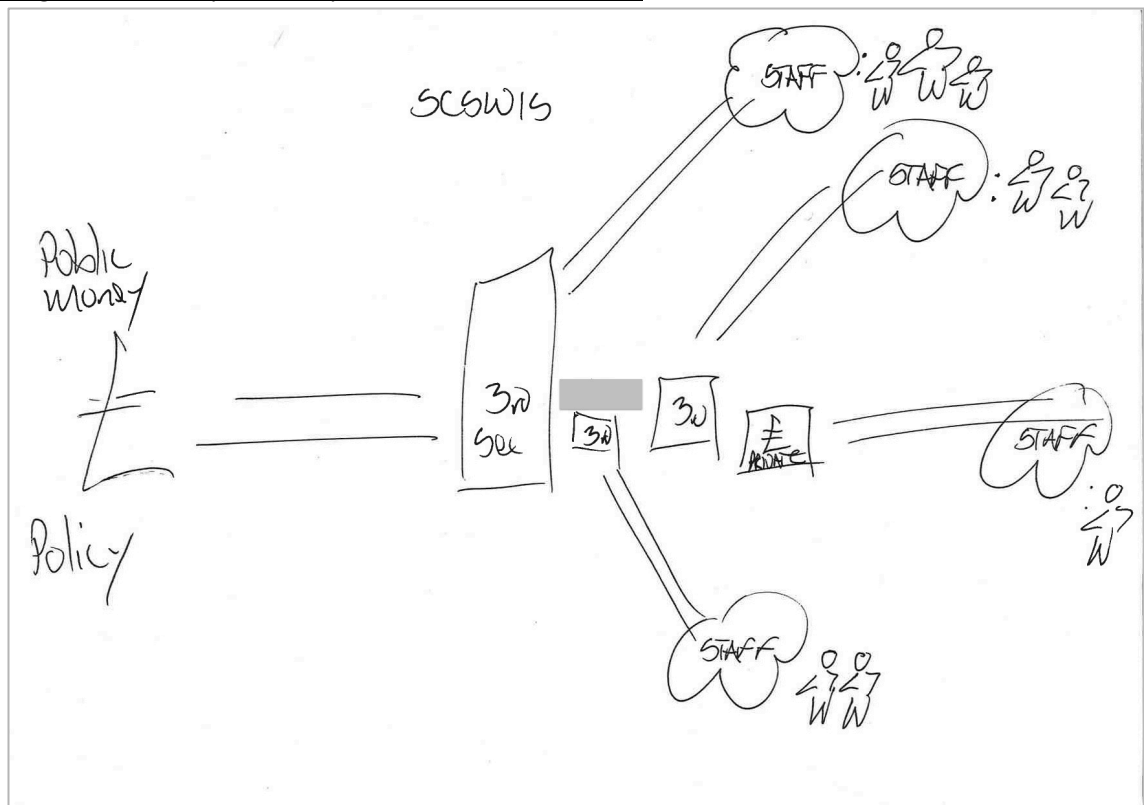 SCSWIS
STAFF :
STAFF :
Public
Money
£
Policy
3rd
Sec
3rd
3rd
£
PRIVATE
STAFF
:
STAFF